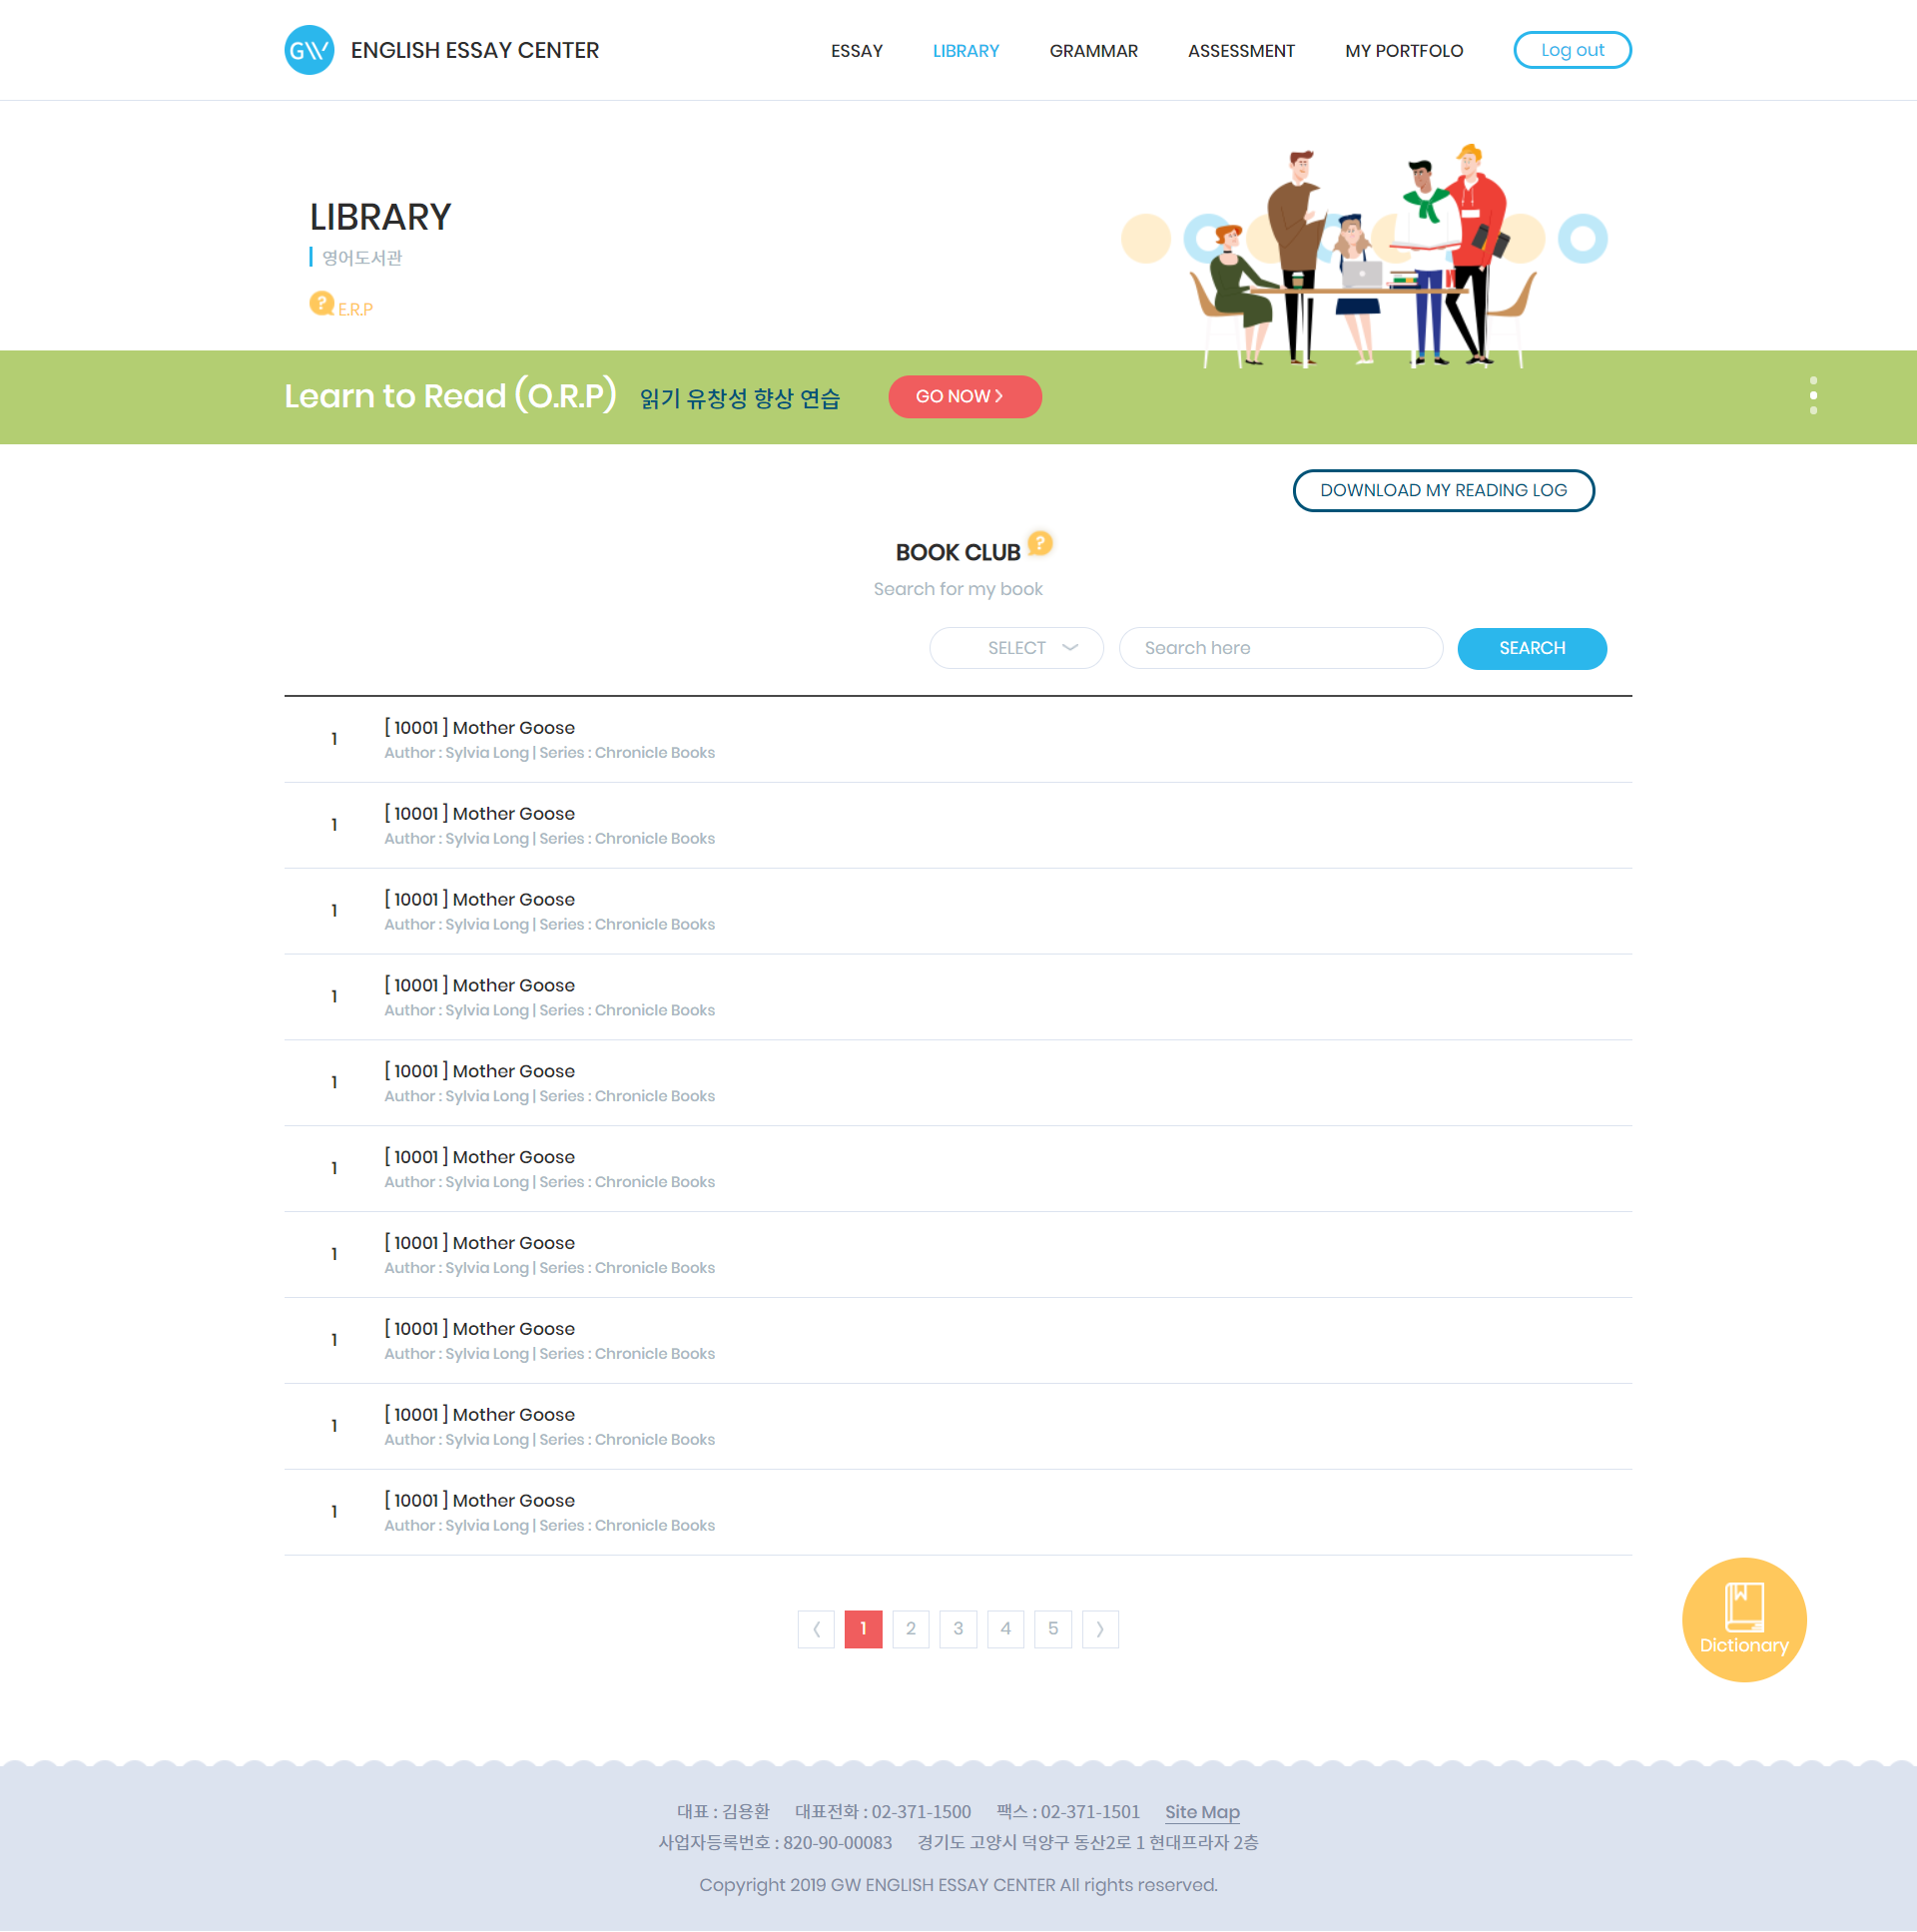 GW ENGLISH ESSAY CENTER ESSAY LIBRARY GRAMMAR ASSESSMENT MY PORTFOLO Log out
LIBRARY
영어도서관
? E.R.P
Learn to Read (O.R.P) 읽기 유창성 향상 연습 GO NOW >
DOWNLOAD MY READING LOG
BOOK CLUB ?
Search for my book
SELECT Search here SEARCH
1 [ 10001 ] Mother Goose
Author : Sylvia Long | Series : Chronicle Books
1 [ 10001 ] Mother Goose
Author : Sylvia Long | Series : Chronicle Books
1 [ 10001 ] Mother Goose
Author : Sylvia Long | Series : Chronicle Books
1 [ 10001 ] Mother Goose
Author : Sylvia Long | Series : Chronicle Books
1 [ 10001 ] Mother Goose
Author : Sylvia Long | Series : Chronicle Books
1 [ 10001 ] Mother Goose
Author : Sylvia Long | Series : Chronicle Books
1 [ 10001 ] Mother Goose
Author : Sylvia Long | Series : Chronicle Books
1 [ 10001 ] Mother Goose
Author : Sylvia Long | Series : Chronicle Books
1 [ 10001 ] Mother Goose
Author : Sylvia Long | Series : Chronicle Books
1 [ 10001 ] Mother Goose
Author : Sylvia Long | Series : Chronicle Books
〈 1 2 3 4 5 〉
Dictionary
대표 : 김용환 대표전화 : 02-371-1500 팩스 : 02-371-1501 Site Map
사업자등록번호 : 820-90-00083 경기도 고양시 덕양구 동산2로 1 현대프라자 2층
Copyright 2019 GW ENGLISH ESSAY CENTER All rights reserved.